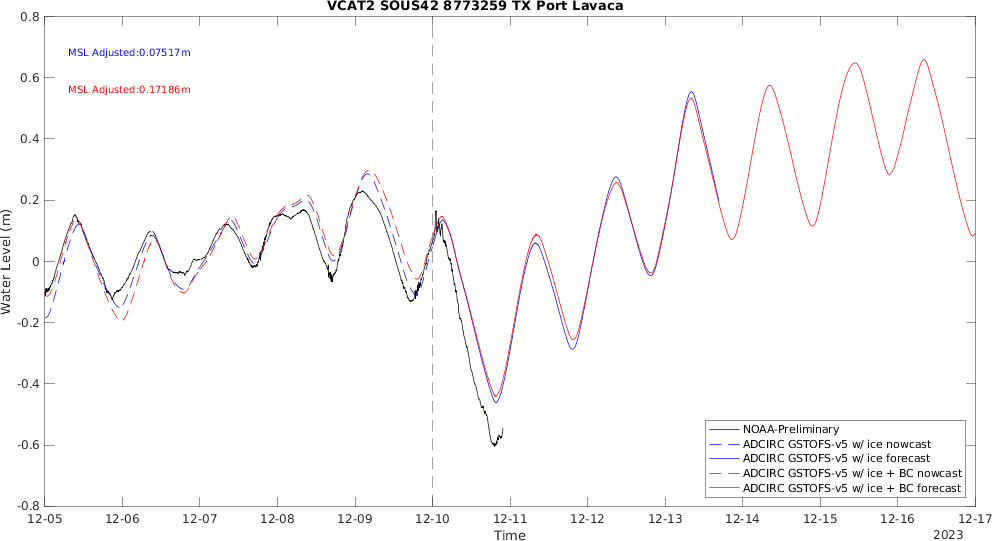 VCAT2 SOUS42 8773259 TX Port Lavaca
0.8
0.6
0.4
0.2
0
-0.2
-0.4
-0.6
-0.8
Water Level (m)
MSL Adjusted:0.07517m
MSL Adjusted:0.17186m
NOAA-Preliminary
ADCIRC GSTOFS-v5 w/ ice nowcast
ADCIRC GSTOFS-v5 w/ ice forecast
ADCIRC GSTOFS-v5 w/ ice + BC nowcast
ADCIRC GSTOFS-v5 w/ ice + BC forecast
12-05 12-06 12-07 12-08 12-09 12-10 12-11 12-12 12-13 12-14 12-15 12-16 12-17
Time
2023